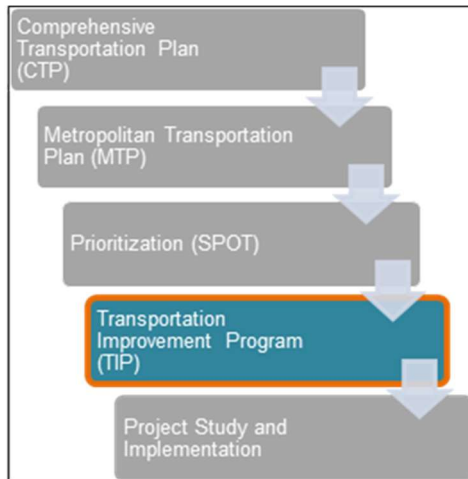 Comprehensive
Transportation Plan
(CTP)
Metropolitan Transportation
Plan (MTP)
Prioritization (SPOT)
Transportation
Improvement Program
(TIP)
Project Study and
Implementation